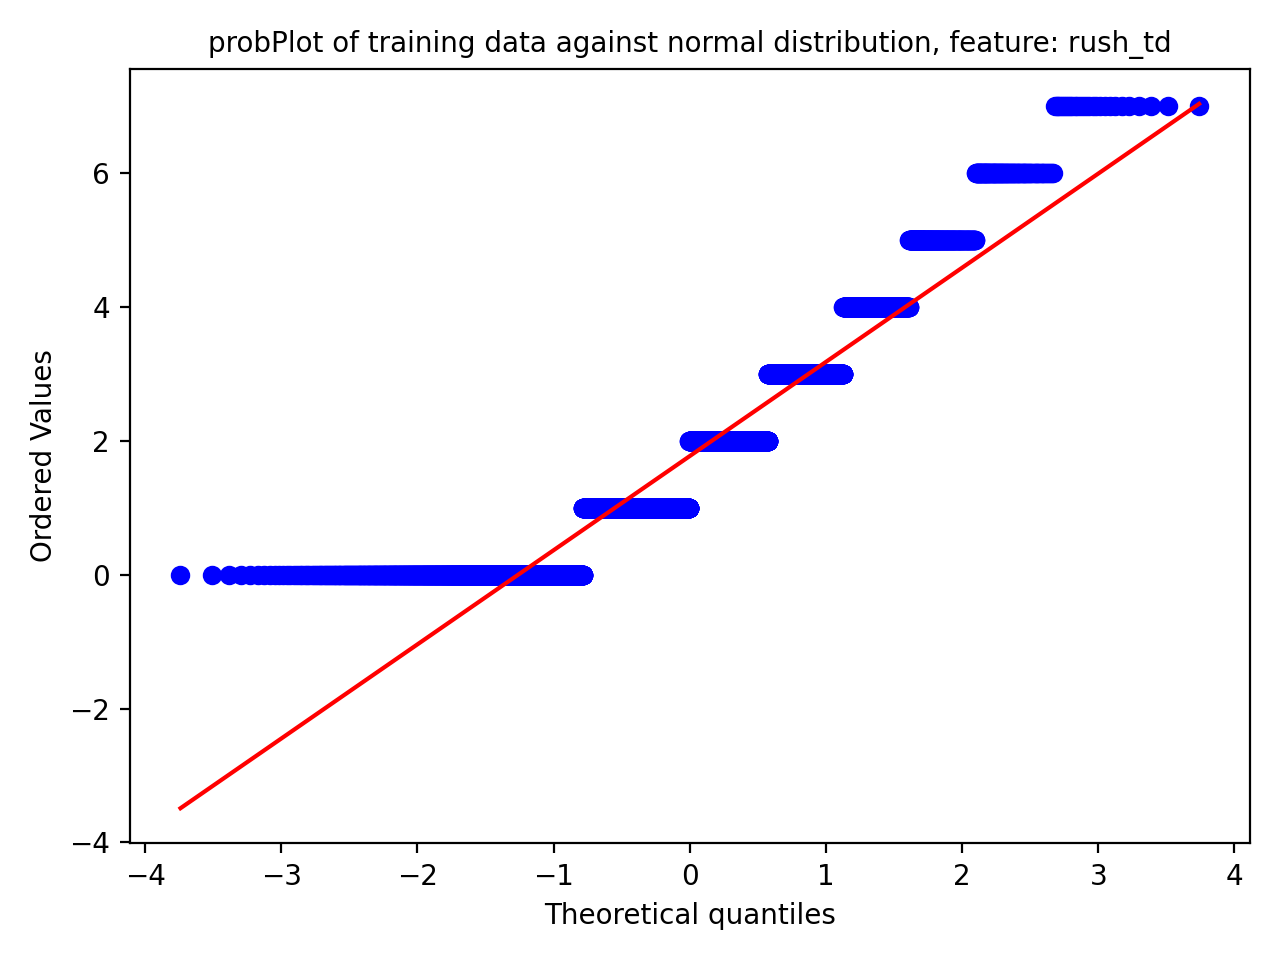 probPlot of training data against normal distribution, feature: rush_td
Ordered Values
6
4
2
0
−2
−4
−4 −3 −2 −1 0 1 2 3 4
Theoretical quantiles